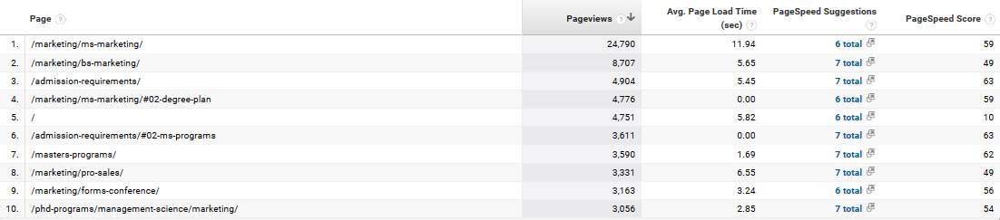 Page ? Pageviews ? Avg. Page Load Time (sec) ? PageSpeed Suggestions ? PageSpeed Score ?
1. /marketing/ms-marketing/ 24,790 11.94 6 total 59
2. /marketing/bs-marketing/ 8,707 5.65 7 total 49
3. /admission-requirements/ 4,904 5.45 7 total 63
4. /marketing/ms-marketing/#02-degree-plan 4,776 0.00 6 total 59
5. / 4,751 5.82 6 total 10
6. /admission-requirements/#02-ms-programs 3,611 0.00 7 total 63
7. /masters-programs/ 3,590 1.69 7 total 62
8. /marketing/pro-sales/ 3,331 6.55 7 total 49
9. /marketing/forms-conference/ 3,163 3.24 6 total 56
10. /phd-programs/management-science/marketing/ 3,056 2.85 7 total 54